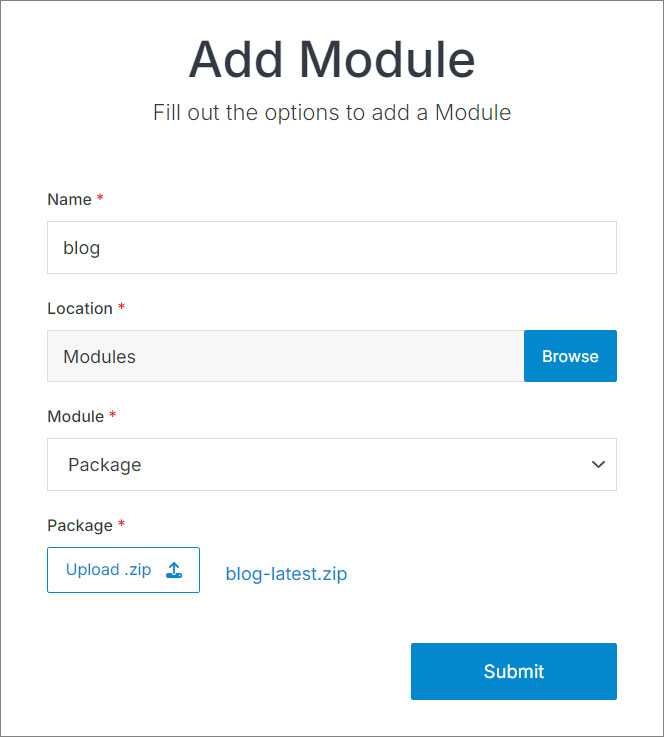 Add Module
Fill out the options to add a Module
Name *
blog
Location *
Modules
Browse
Module *
Package
Package *
Upload .zip
blog-latest.zip
Submit